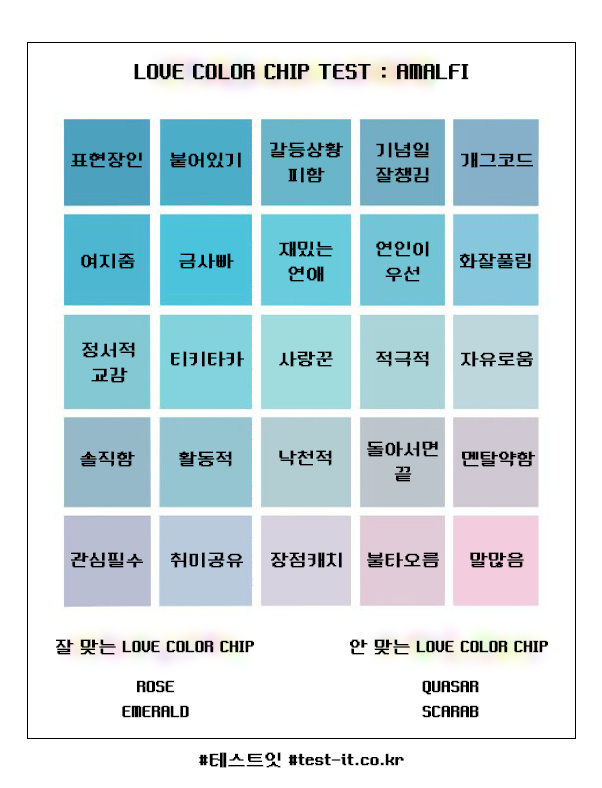 LOVE COLOR CHIP TEST : AMALFI
표현장인
붙어있기
갈등상황
피함
기념일
잘챙김
개그코드
여지줌
금사빠
재밌는
연애
연인이
우선
화잘풀림
정서적
교감
티키타카
사랑꾼
적극적
자유로움
솔직함
활동적
낙천적
돌아서면
끝
멘탈약함
관심필수
취미공유
장점캐치
불타오름
말많음
잘 맞는 LOVE COLOR CHIP
ROSE
EMERALD
안 맞는 LOVE COLOR CHIP
QUASAR
SCARAB
#테스트잇 #test-it.co.kr